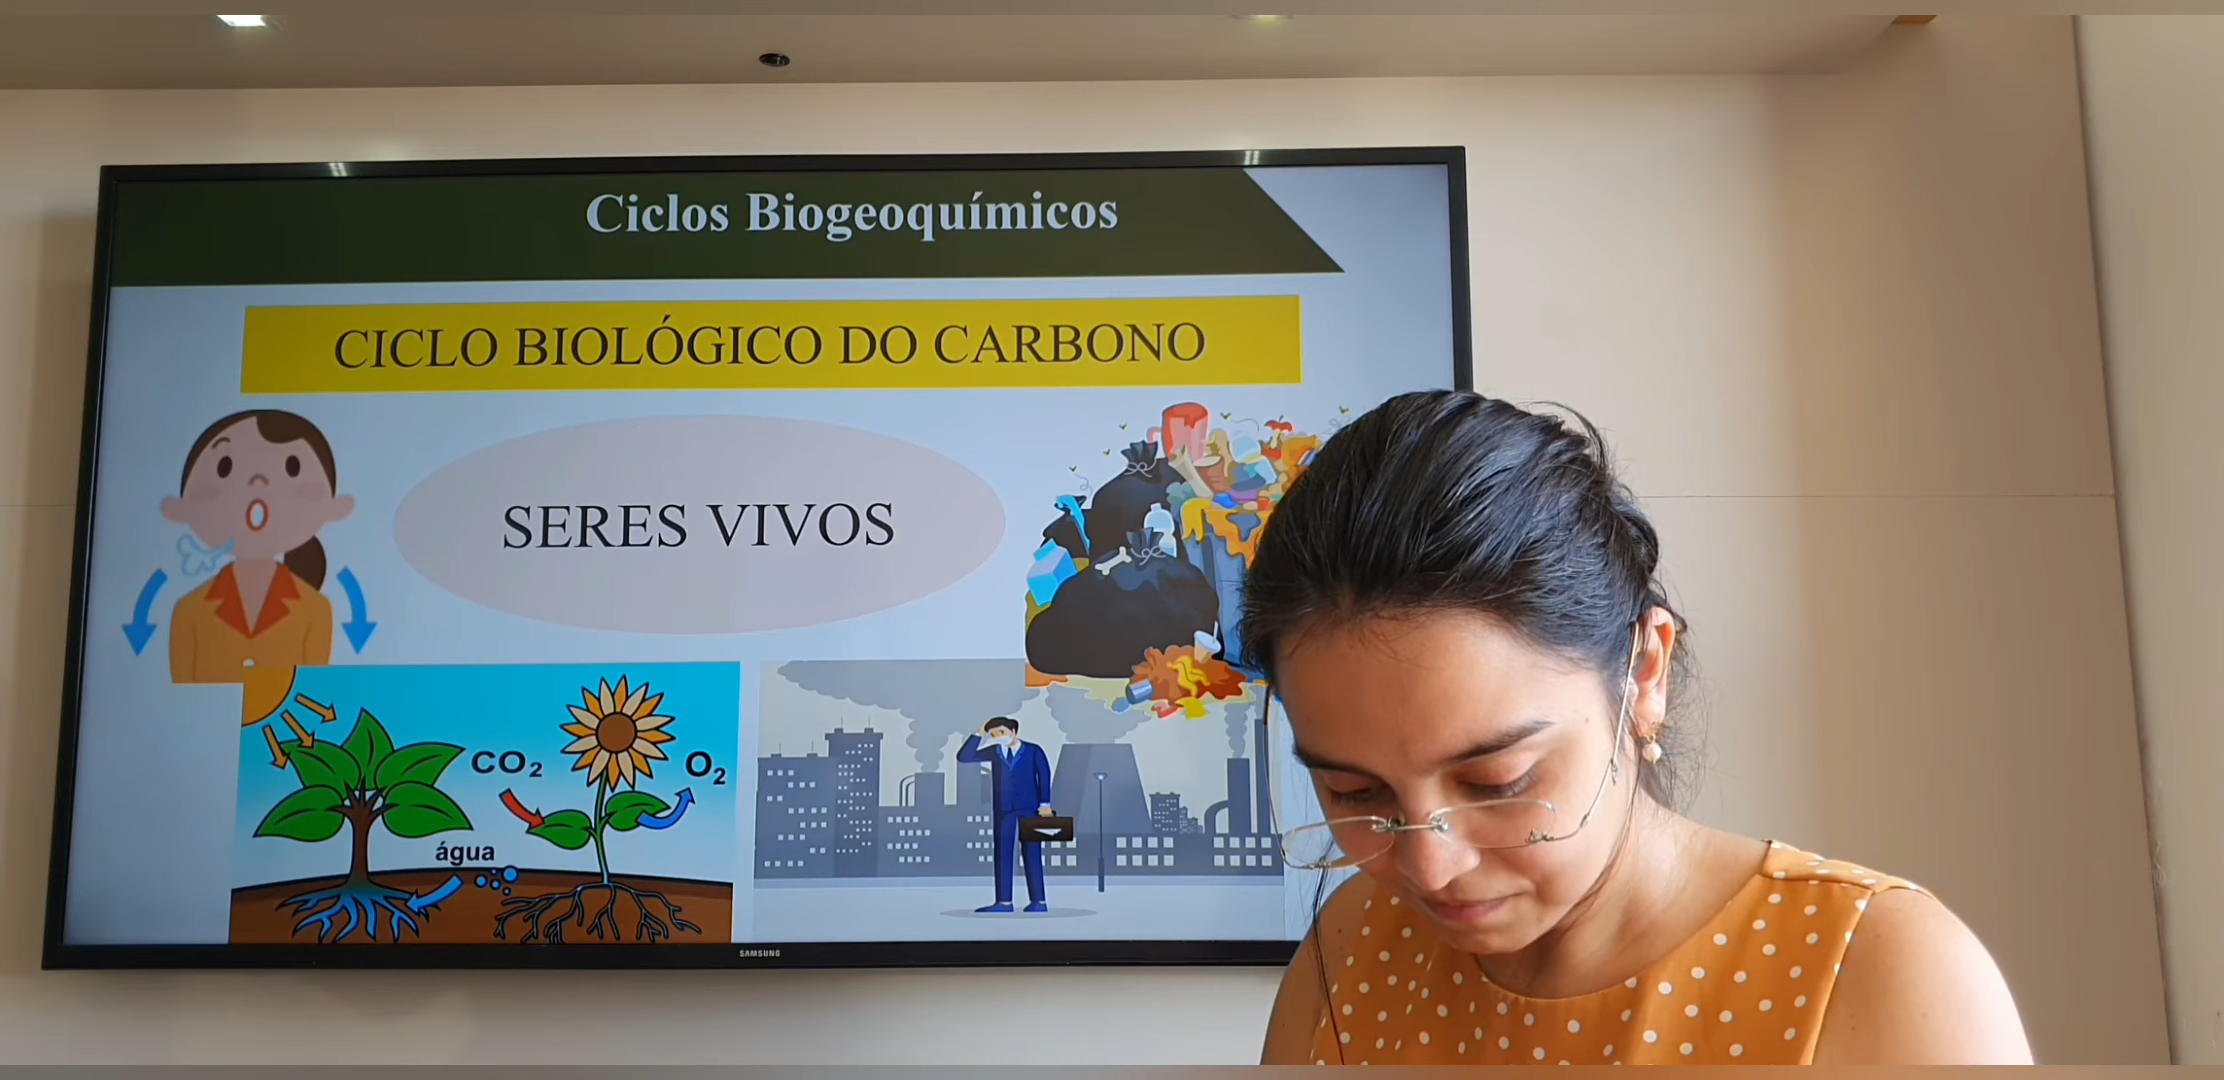 Ciclos Biogeoquímicos
CICLO BIOLÓGICO DO CARBONO
SERES VIVOS
CO₂
O₂
água
SAMSUNG